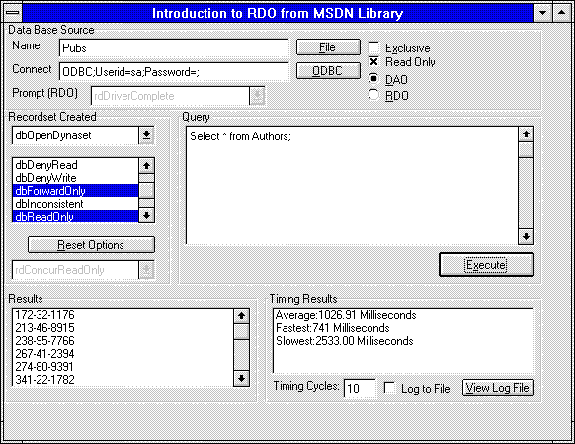 Introduction to RDO from MSDN Library
Data Base Source
Name Pubs File Exclusive
Read Only
Connect ODBC;Userid=sa;Password=; ODBC
DAO
Prompt (RDO) rdDriverComplete RDO
Recordset Created
dbOpenDynaset
dbDenyRead
dbDenyWrite
dbForwardOnly
dbInconsistent
dbReadOnly
Reset Options
rdConcurReadOnly
Query
Select * from Authors;
Execute
Results
172-32-1176
213-46-8915
238-95-7766
267-41-2394
274-80-9391
341-22-1782
Timing Results
Average:1026.91 Milliseconds
Fastest:741 Milliseconds
Slowest:2533.00 Milliseconds
Timing Cycles: 10 Log to File View Log File